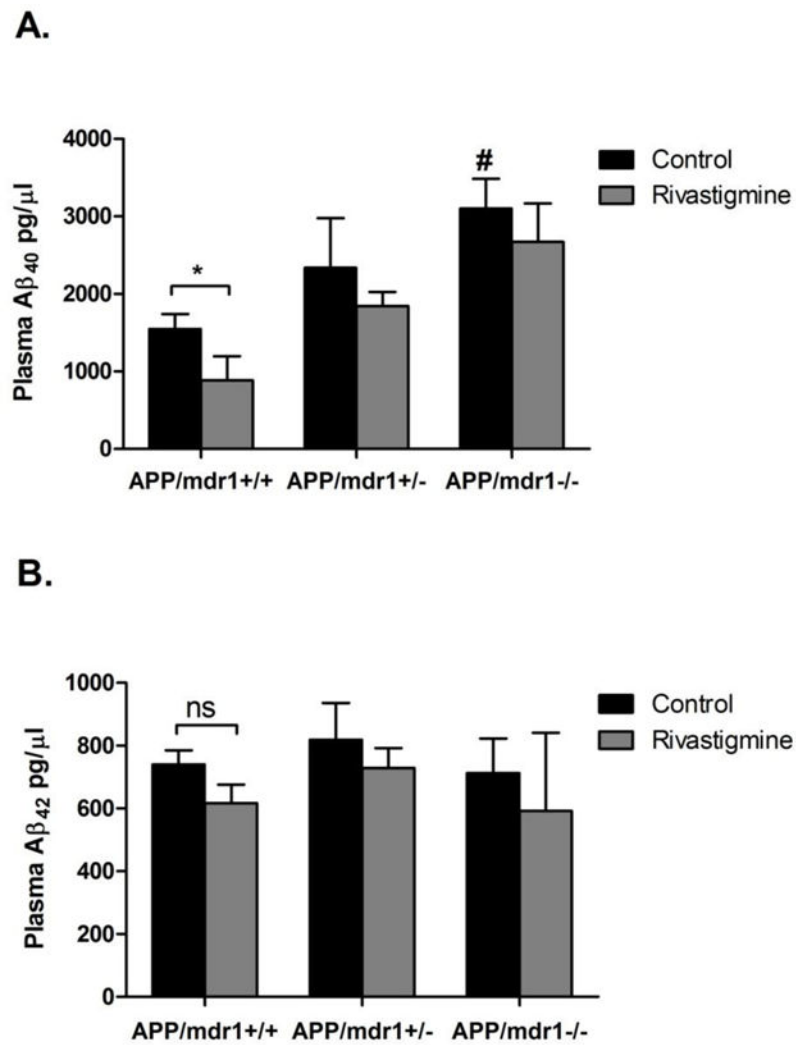 A.
Plasma Aβ40 pg/μl
4000
3000
2000
1000
0
*
#
Control
Rivastigmine
APP/mdr1+/+ APP/mdr1+/- APP/mdr1-/-
B.
Plasma Aβ42 pg/μl
1000
800
600
400
200
0
ns
Control
Rivastigmine
APP/mdr1+/+ APP/mdr1+/- APP/mdr1-/-